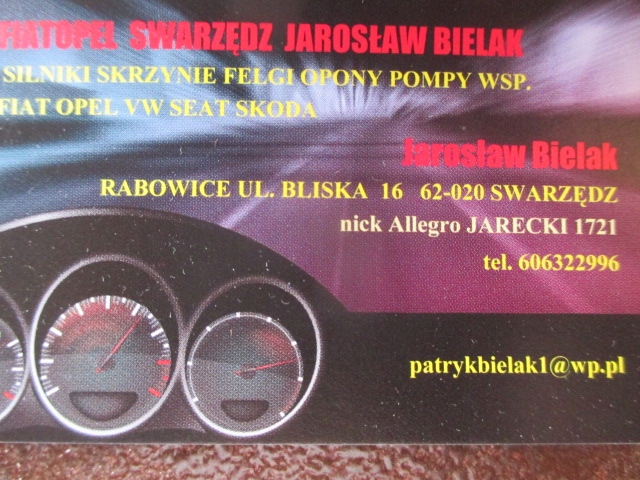 FIATOPEL SWARZĘDZ JAROSŁAW BIELAK
SILNIKI SKRZYNIE FELGI OPONY POMPY WSP.
FIAT OPEL VW SEAT SKODA
Jarosław Bielak
RABOWICE UL. BLISKA 16 62-020 SWARZĘDZ
nick Allegro JARECKI 1721
tel. 606322996
patrykbielak1@wp.pl